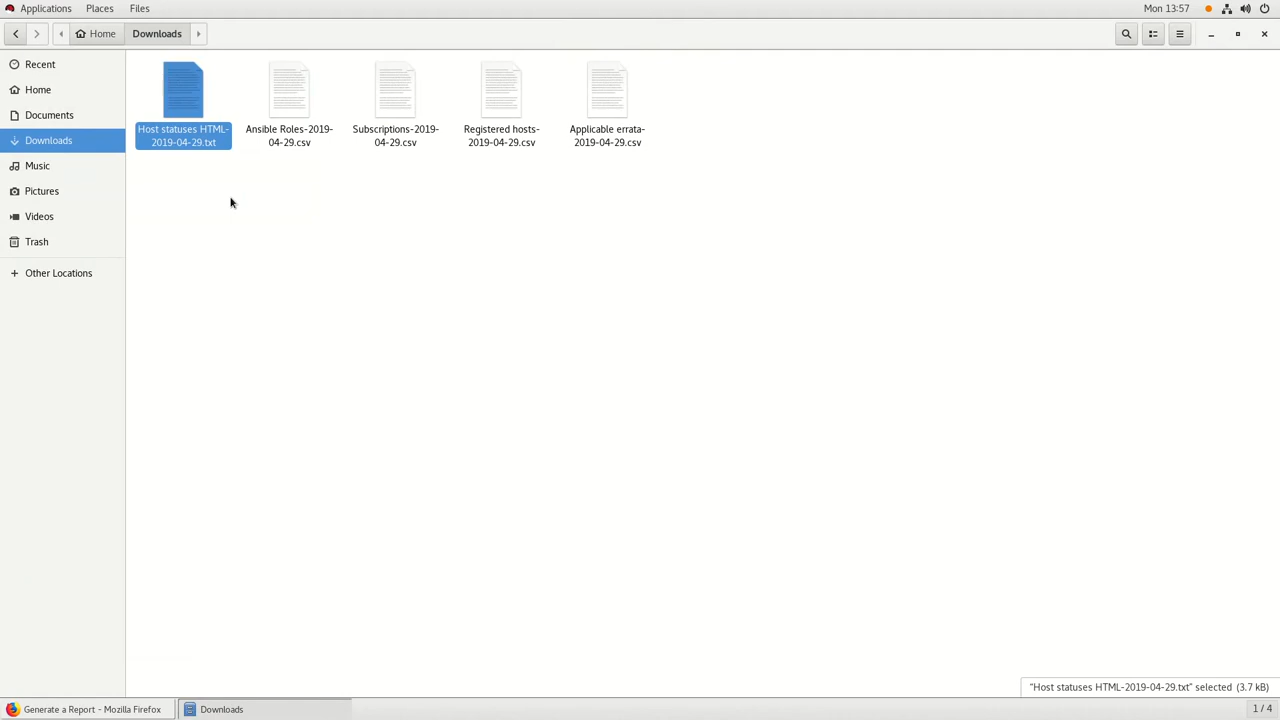 Applications Places Files Mon 13:57
Home Downloads
Recent
Home
Documents
Downloads
Music
Pictures
Videos
Trash
Other Locations
Host statuses HTML-
2019-04-29.txt
Ansible Roles-2019-
04-29.csv
Subscriptions-2019-
04-29.csv
Registered hosts-
2019-04-29.csv
Applicable errata-
2019-04-29.csv
"Host statuses HTML-2019-04-29.txt" selected (3.7 kB)
Generate a Report - Mozilla Firefox Downloads 1 / 4